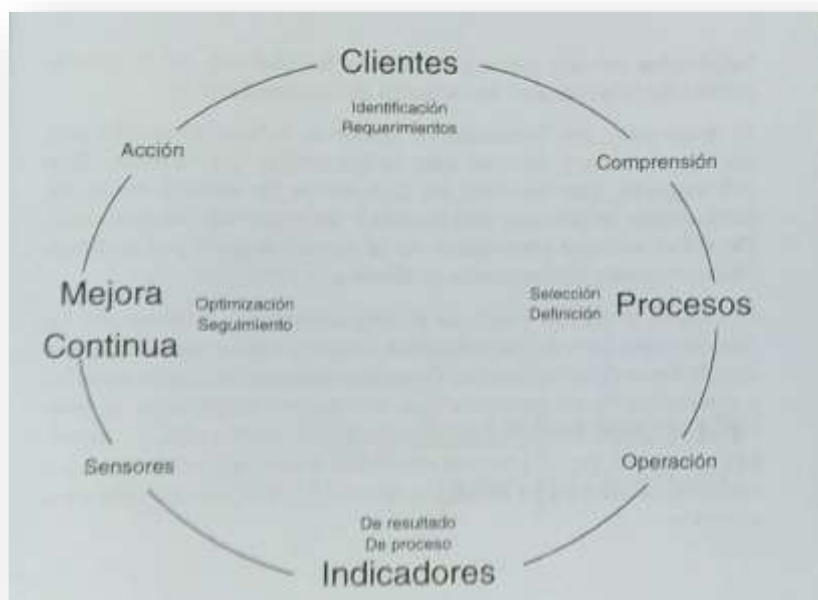 Clientes
Identificación
Requerimientos
Acción
Comprensión
Mejora
Continua
Optimización
Seguimiento
Selección
Definición
Procesos
Sensores
Operación
De resultado
De proceso
Indicadores